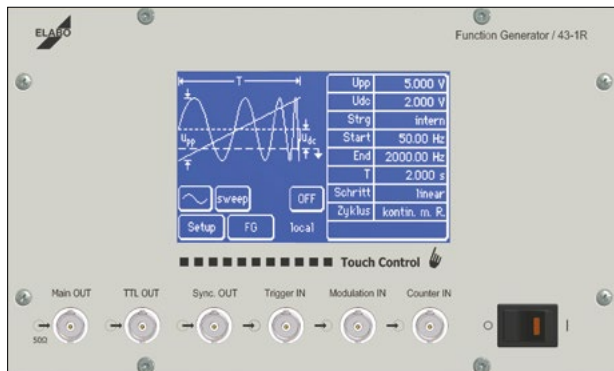 ELABO
Function Generator / 43-1R
T
Upp 5.000 V
Udc 2.000 V
Strg intern
Start 50.00 Hz
End 2000.00 Hz
T 2.000 s
Schritt linear
Zyklus kontin. m. R.
upp
udc
sweep OFF
Setup FG local
Touch Control
Main OUT TTL OUT Sync. OUT Trigger IN Modulation IN Counter IN
50Ω
O I